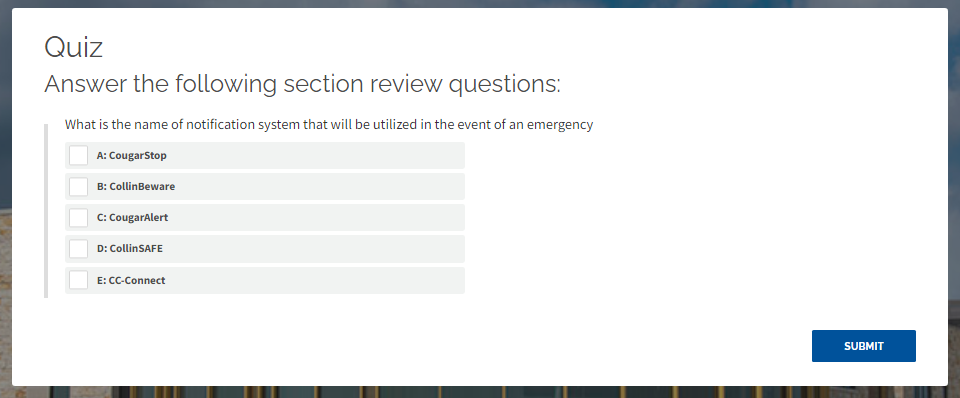 Quiz
Answer the following section review questions:
What is the name of notification system that will be utilized in the event of an emergency
A: CougarStop
B: CollinBeware
C: CougarAlert
D: CollinSAFE
E: CC-Connect
SUBMIT